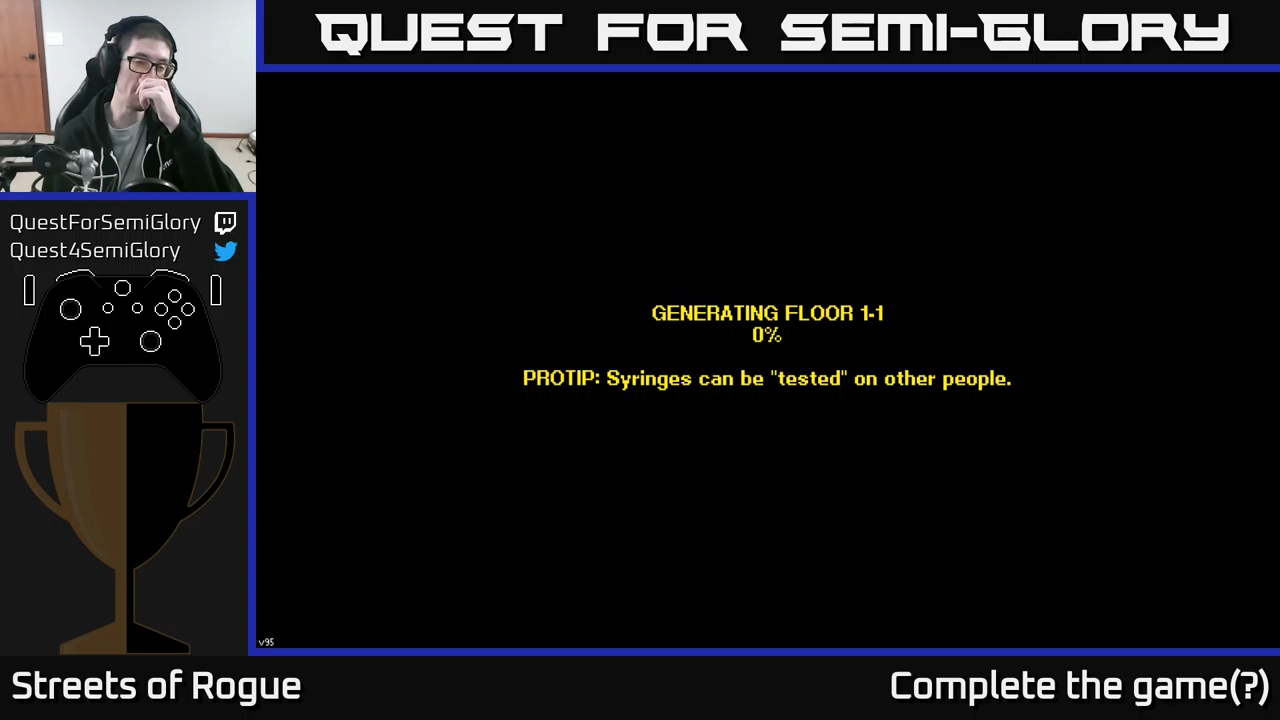 QUEST FOR SEMI-GLORY
QuestForSemiGlory
Quest4SemiGlory
GENERATING FLOOR 1-1
0%
PROTIP: Syringes can be "tested" on other people.
v95
Streets of Rogue
Complete the game(?)